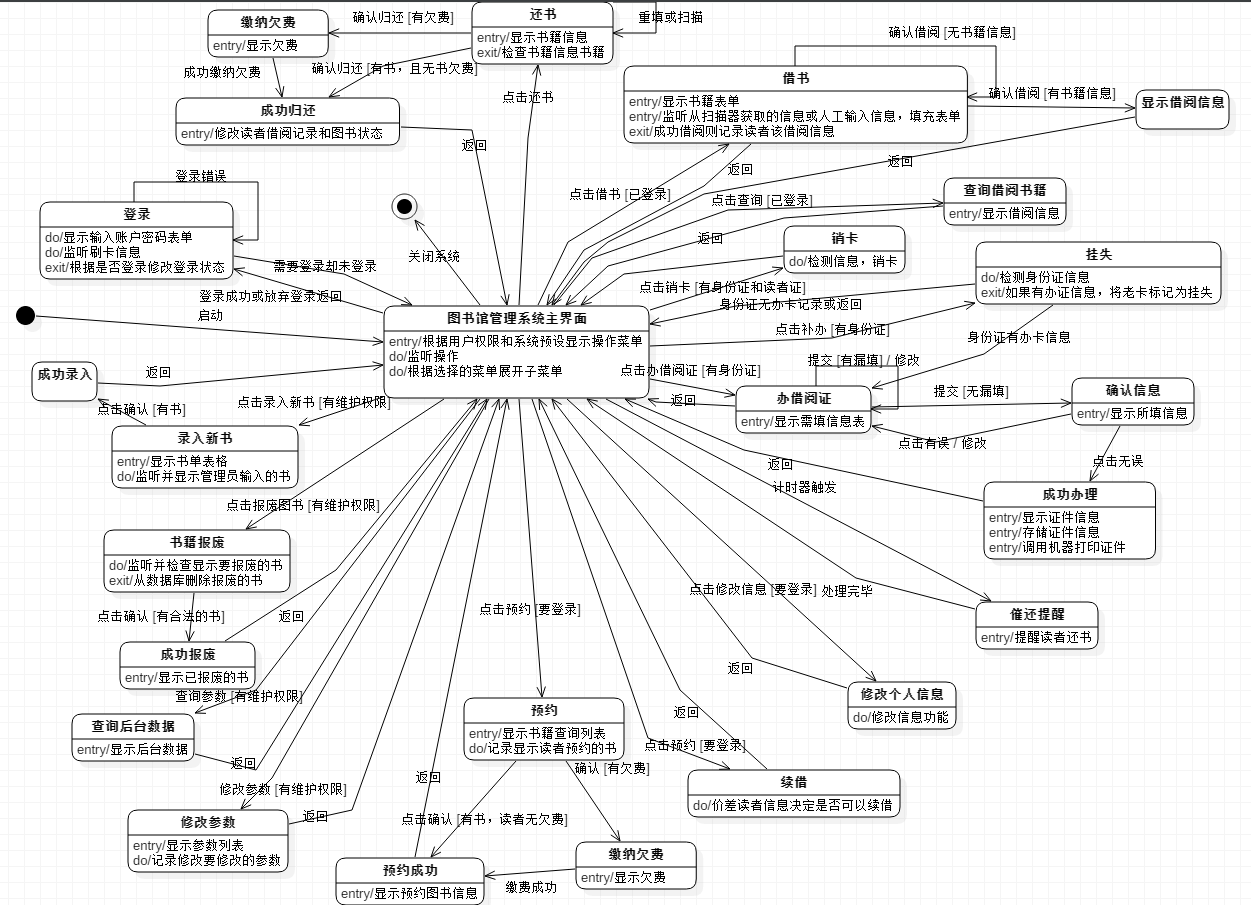 还书
entry/显示书籍信息
exit/检查书籍信息书籍
重填或扫描
确认归还 [有欠费]
缴纳欠费
entry/显示欠费
成功缴纳欠费
确认归还 [有书，且无书欠费]
成功归还
entry/修改读者借阅记录和图书状态
返回
点击还书
确认借阅 [无书籍信息]
借书
entry/显示书籍表单
entry/监听从扫描器获取的信息或人工输入信息，填充表单
exit/成功借阅则记录读者该借阅信息
确认借阅 [有书籍信息]
显示借阅信息
返回
返回
点击借书 [已登录]
点击查询 [已登录]
查询借阅书籍
entry/显示借阅信息
返回
登录错误
登录
do/显示输入账户密码表单
do/监听刷卡信息
exit/根据是否登录修改登录状态
需要登录却未登录
登录成功或放弃登录返回
关闭系统
启动
销卡
do/检测信息，销卡
点击销卡 [有身份证和读者证]
挂失
do/检测身份证信息
exit/如果有办证信息，将老卡标记为挂失
身份证无办卡记录或返回
点击补办 [有身份证]
身份证有办卡信息
图书馆管理系统主界面
entry/根据用户权限和系统预设显示操作菜单
do/监听操作
do/根据选择的菜单展开子菜单
提交 [有漏填] / 修改
点击办借阅证 [有身份证]
返回
办借阅证
entry/显示需填信息表
提交 [无漏填]
确认信息
entry/显示所填信息
点击有误 / 修改
点击无误
返回
成功办理
entry/显示证件信息
entry/存储证件信息
entry/调用机器打印证件
成功录入
返回
点击确认 [有书]
点击录入新书 [有维护权限]
录入新书
entry/显示书单表格
do/监听并显示管理员输入的书
点击报废图书 [有维护权限]
书籍报废
do/监听并检查显示要报废的书
exit/从数据库删除报废的书
点击确认 [有合法的书]
返回
成功报废
entry/显示已报废的书
查询参数 [有维护权限]
查询后台数据
entry/显示后台数据
返回
修改参数 [有维护权限]
修改参数
entry/显示参数列表
do/记录修改要修改的参数
返回
计时器触发
处理完毕
催还提醒
entry/提醒读者还书
点击修改信息 [要登录]
返回
修改个人信息
do/修改信息功能
点击预约 [要登录]
预约
entry/显示书籍查询列表
do/记录显示读者预约的书
返回
点击预约 [要登录]
续借
do/价差读者信息决定是否可以续借
确认 [有欠费]
返回
点击确认 [有书，读者无欠费]
缴纳欠费
entry/显示欠费
缴费成功
预约成功
entry/显示预约图书信息